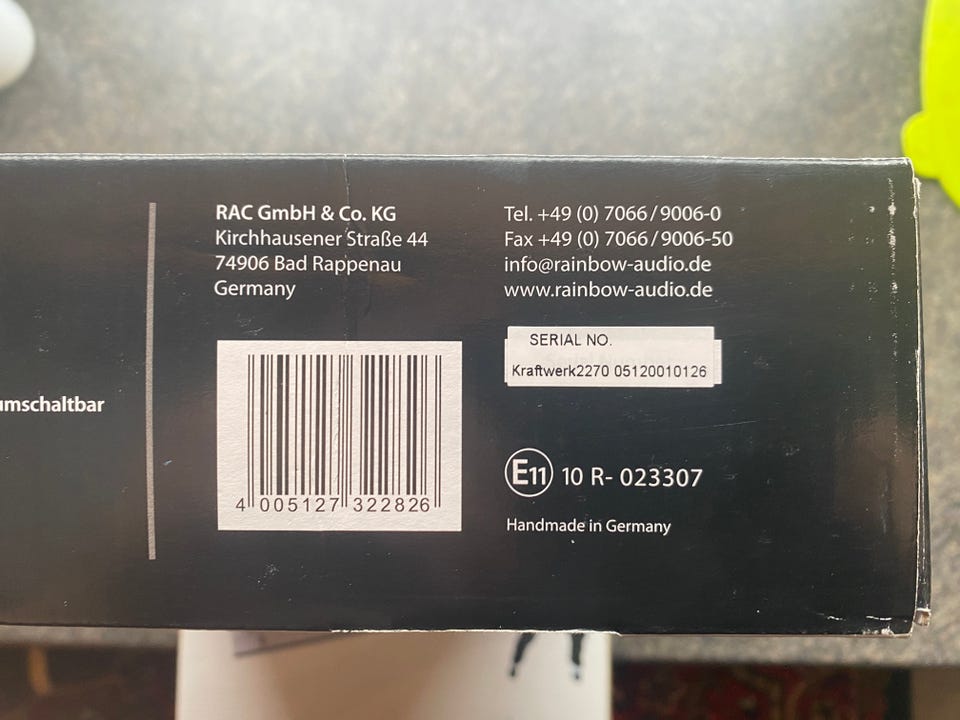 umschaltbar
RAC GmbH & Co. KG
Kirchhausener Straße 44
74906 Bad Rappenau
Germany
4 005127 322826
Tel. +49 (0) 7066/9006-0
Fax +49 (0) 7066/9006-50
info@rainbow-audio.de
www.rainbow-audio.de
SERIAL NO.
Kraftwerk2270 05120010126
E11 10 R- 023307
Handmade in Germany